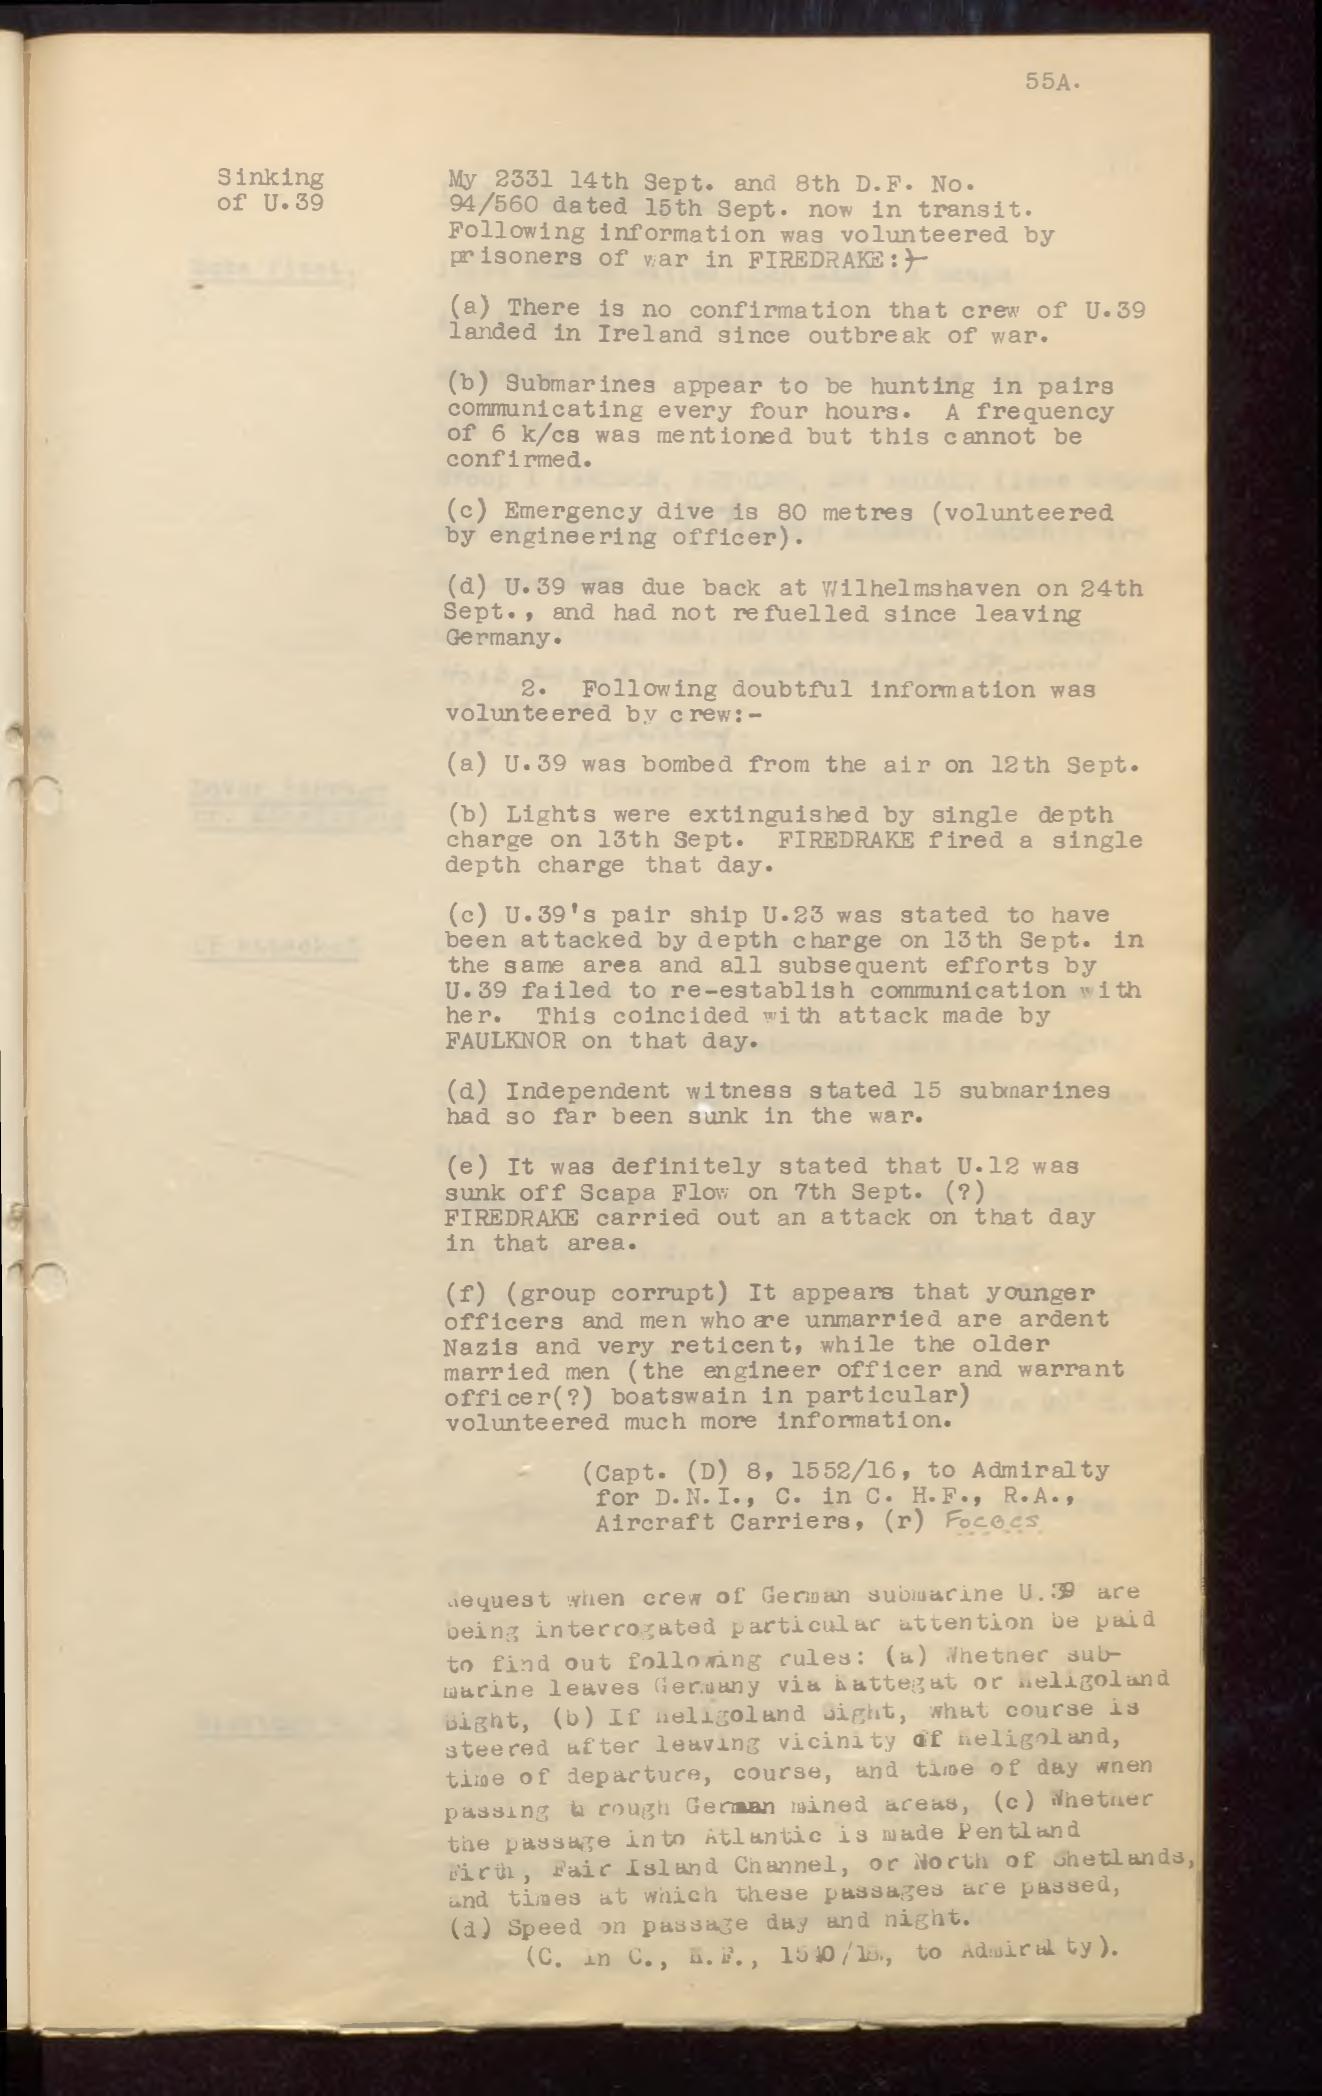 55A.
Sinking
of U.39
My 2331 14th Sept. and 8th D.F. No.
94/560 dated 15th Sept. now in transit.
Following information was volunteered by
prisoners of war in FIREDRAKE:-
(a) There is no confirmation that crew of U.39
landed in Ireland since outbreak of war.
(b) Submarines appear to be hunting in pairs
communicating every four hours. A frequency
of 6 k/cs was mentioned but this cannot be
confirmed.
(c) Emergency dive is 80 metres (volunteered
by engineering officer).
(d) U.39 was due back at Wilhelmshaven on 24th
Sept., and had not refuelled since leaving
Germany.
2. Following doubtful information was
volunteered by crew:-
(a) U.39 was bombed from the air on 12th Sept.
(b) Lights were extinguished by single depth
charge on 13th Sept. FIREDRAKE fired a single
depth charge that day.
(c) U.39's pair ship U.23 was stated to have
been attacked by depth charge on 13th Sept. in
the same area and all subsequent efforts by
U.39 failed to re-establish communication with
her. This coincided with attack made by
FAULKNOR on that day.
(d) Independent witness stated 15 submarines
had so far been sunk in the war.
(e) It was definitely stated that U.12 was
sunk off Scapa Flow on 7th Sept. (?)
FIREDRAKE carried out an attack on that day
in that area.
(f) (group corrupt) It appears that younger
officers and men who are unmarried are ardent
Nazis and very reticent, while the older
married men (the engineer officer and warrant
officer(?) boatswain in particular)
volunteered much more information.
(Capt. (D) 8, 1552/16, to Admiralty
for D.N.I., C. in C. H.F., R.A.,
Aircraft Carriers, (r) Fococs
Request when crew of German submarine U.39 are
being interrogated particular attention be paid
to find out following rules: (a) Whether sub-
marine leaves Germany via Kattegat or Heligoland
Bight, (b) If Heligoland Bight, what course is
steered after leaving vicinity of Heligoland,
time of departure, course, and time of day when
passing through German mined areas, (c) Whether
the passage into Atlantic is made Pentland
Firth, Fair Island Channel, or North of Shetlands,
and times at which these passages are passed,
(d) Speed on passage day and night.
(C. in C., H.F., to Admiralty).